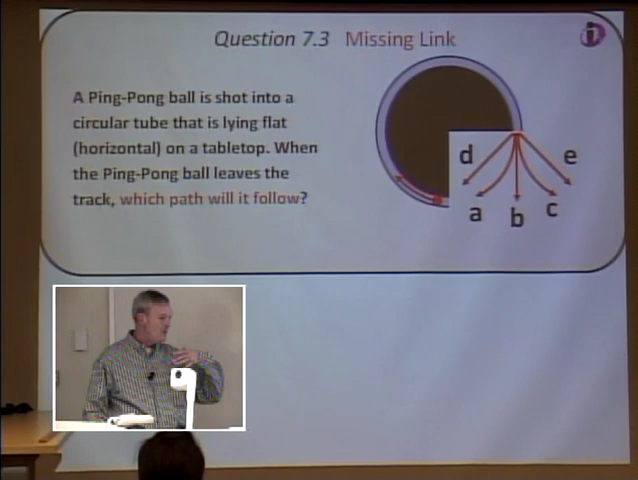 Question 7.3 Missing Link
A Ping-Pong ball is shot into a
circular tube that is lying flat
(horizontal) on a tabletop. When
the Ping-Pong ball leaves the
track, which path will it follow?
d
e
a
b
c